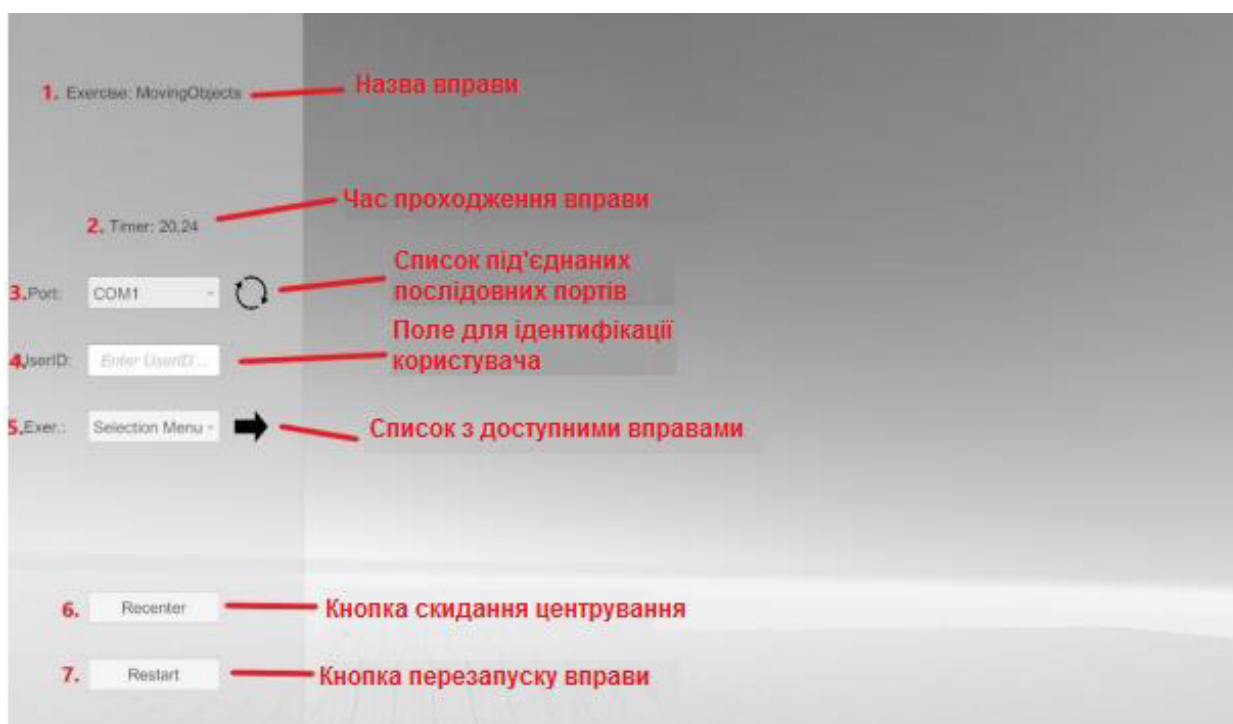 1. Exercise: MovingObjects
Назва вправи
Час проходження вправи
2. Timer: 20,24
Список під'єднаних
послідовних портів
3. Port: COM1
Поле для ідентифікації
користувача
4. UserID: Enter UserID...
5. Exer.: Selection Menu
Список з доступними вправами
6. Recenter
Кнопка скидання центрування
7. Restart
Кнопка перезапуску вправи